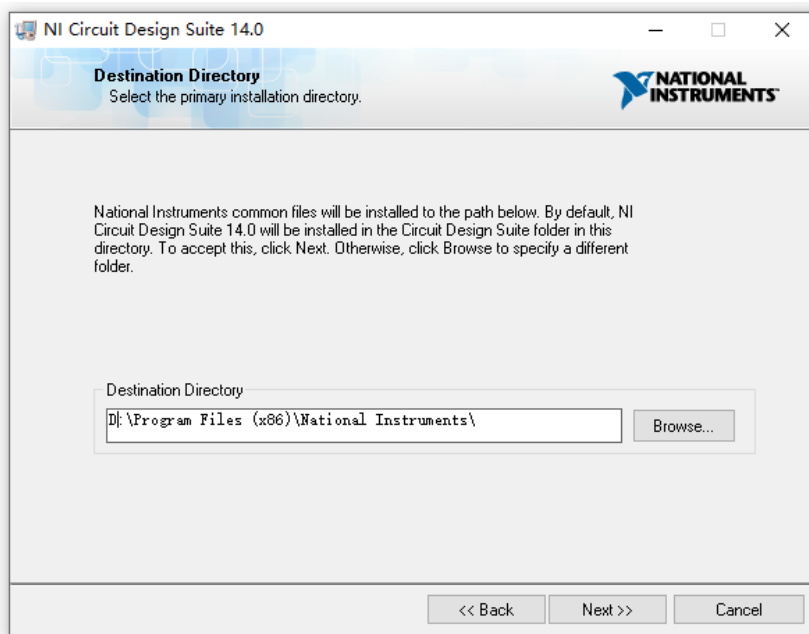 NI Circuit Design Suite 14.0
Destination Directory
Select the primary installation directory.
NATIONAL
INSTRUMENTS™
National Instruments common files will be installed to the path below. By default, NI
Circuit Design Suite 14.0 will be installed in the Circuit Design Suite folder in this
directory. To accept this, click Next. Otherwise, click Browse to specify a different
folder.
Destination Directory
D:\Program Files (x86)\National Instruments\
Browse...
<< Back
Next >>
Cancel